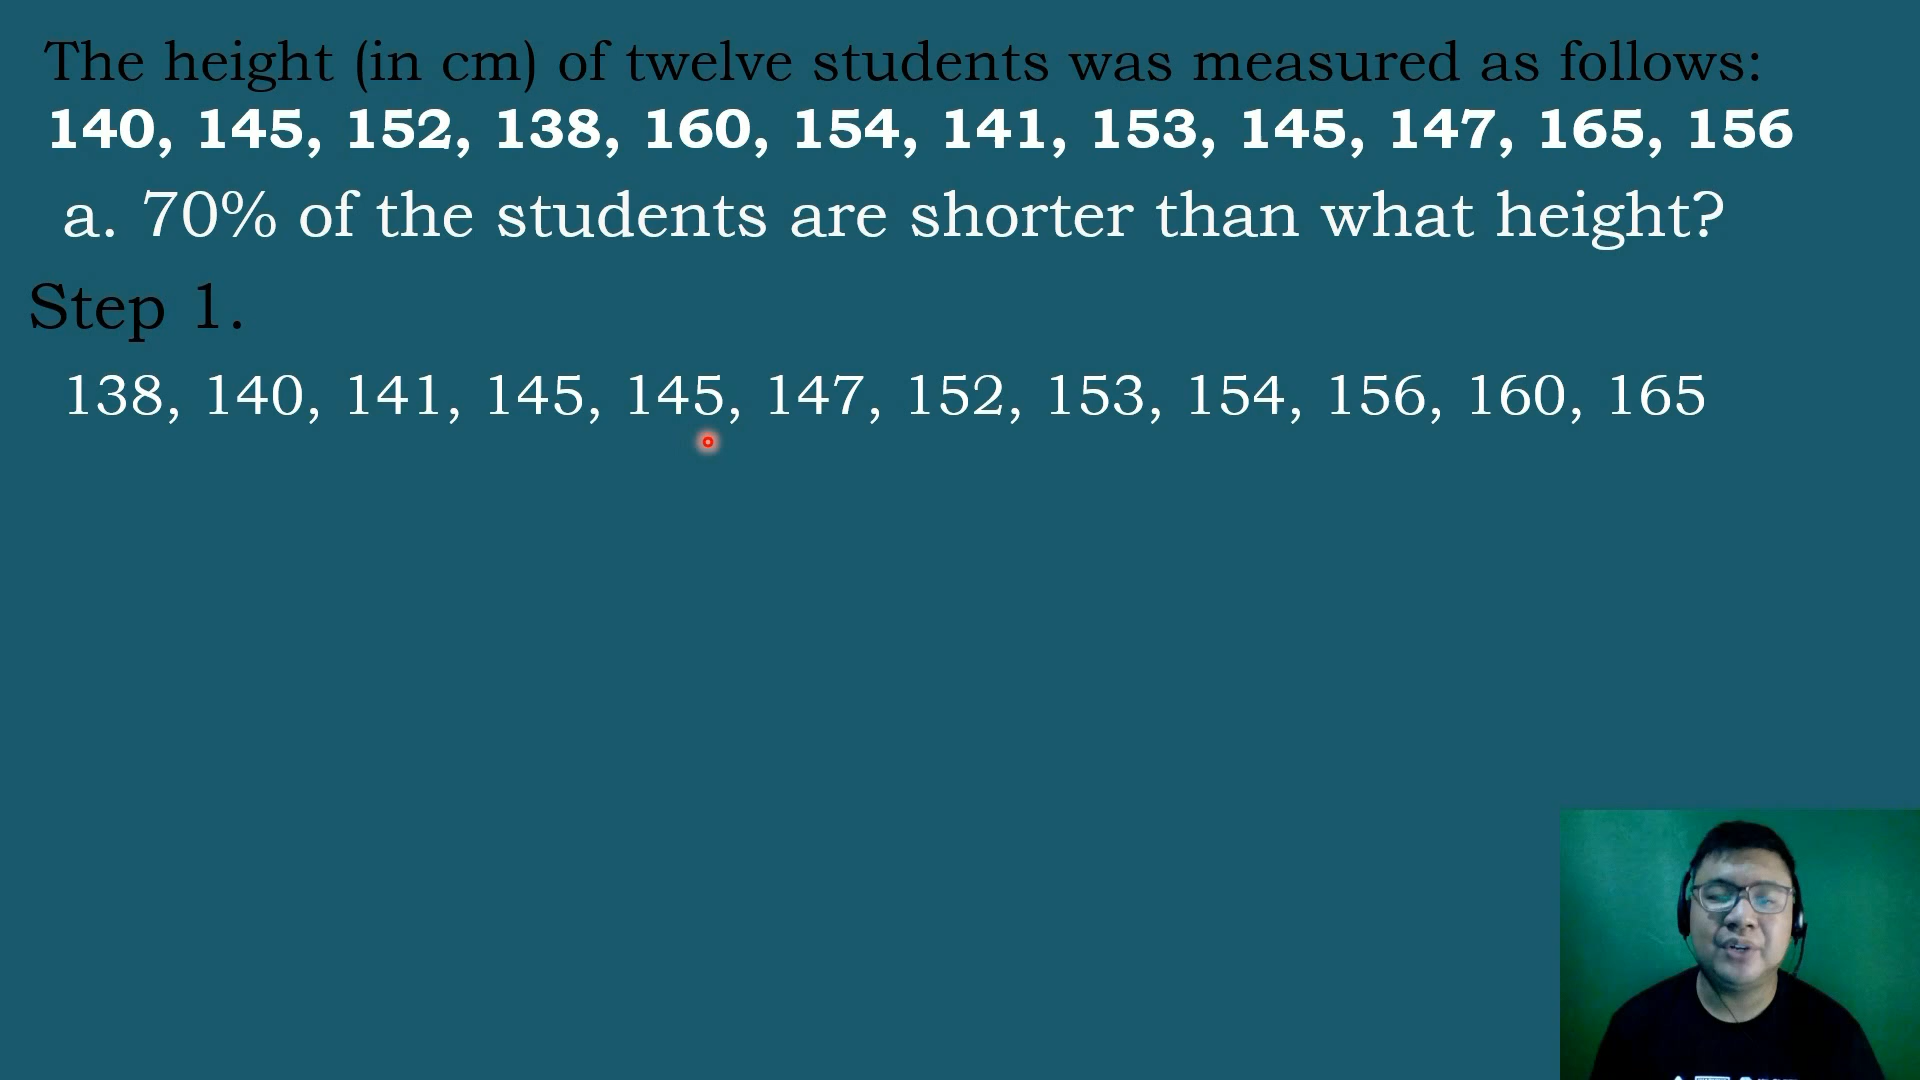 The height (in cm) of twelve students was measured as follows:
140, 145, 152, 138, 160, 154, 141, 153, 145, 147, 165, 156
a. 70% of the students are shorter than what height?
Step 1.
138, 140, 141, 145, 145, 147, 152, 153, 154, 156, 160, 165